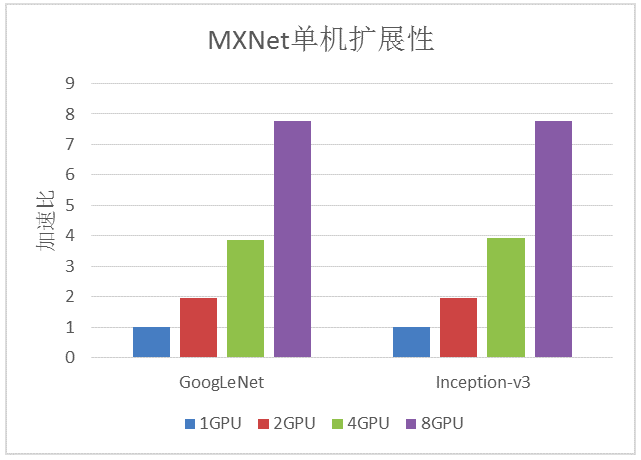 MXNet单机扩展性
加速比
9
8
7
6
5
4
3
2
1
0
GoogLeNet Inception-v3
1GPU 2GPU 4GPU 8GPU